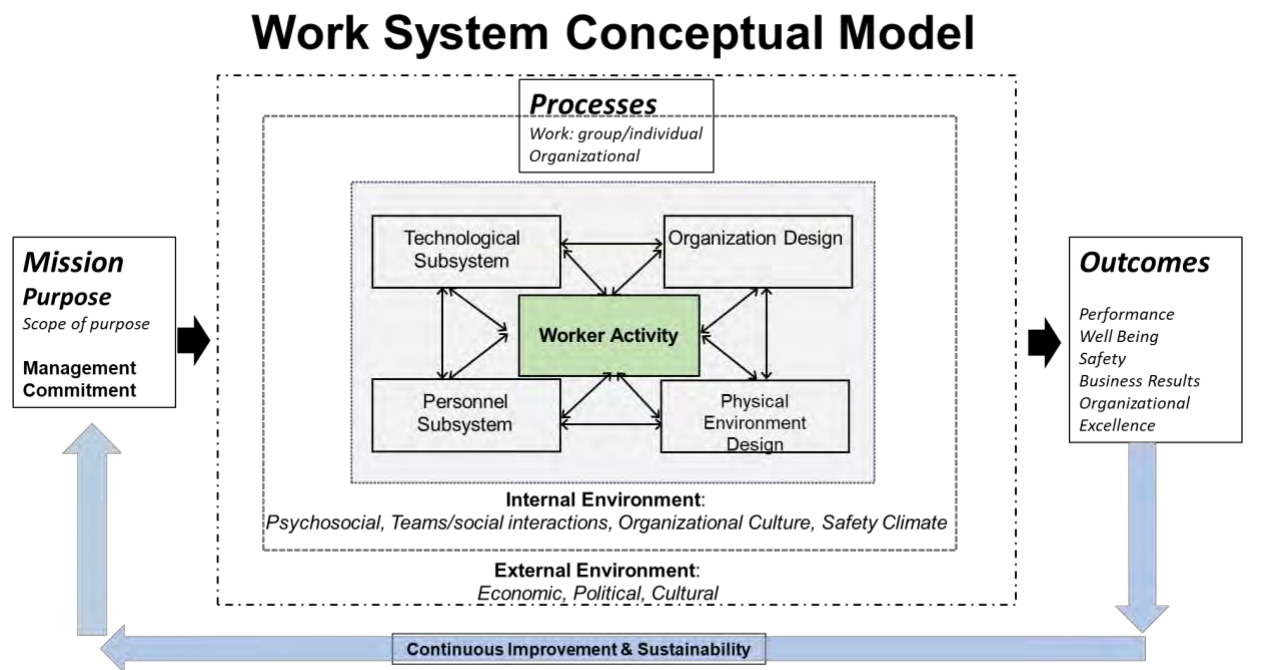 Work System Conceptual Model
Processes
Work: group/individual
Organizational
Mission
Purpose
Scope of purpose
Management
Commitment
Technological
Subsystem
Organization Design
Worker Activity
Personnel
Subsystem
Physical
Environment
Design
Internal Environment:
Psychosocial, Teams/social interactions, Organizational Culture, Safety Climate
External Environment:
Economic, Political, Cultural
Outcomes
Performance
Well Being
Safety
Business Results
Organizational
Excellence
Continuous Improvement & Sustainability